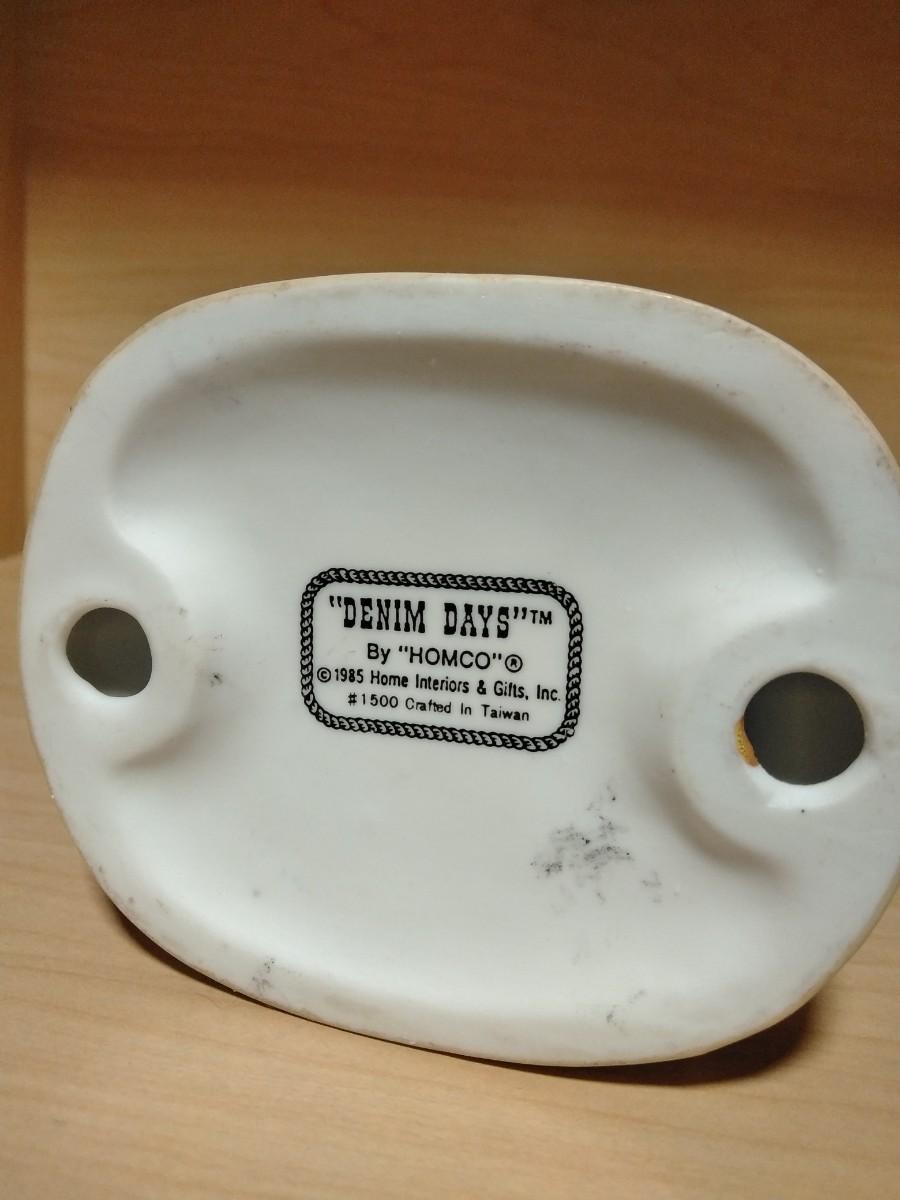 "DENIM DAYS"™
By "HOMCO"®
©1985 Home Interiors & Gifts, Inc.
#1500 Crafted In Taiwan